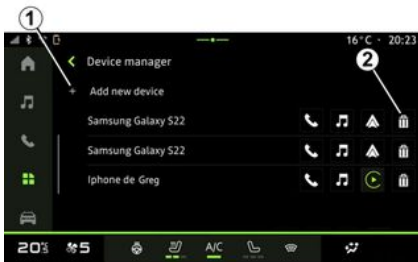 1
16°C · 20:23
Device manager
2
+ Add new device
Samsung Galaxy S22
Samsung Galaxy S22
Iphone de Greg
20°5 5 A/C